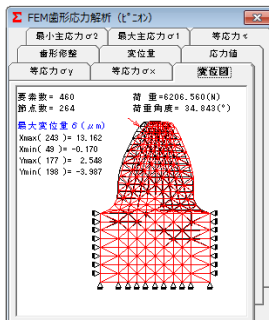 FEM歯形応力解析 (ﾋﾟﾆｵﾝ)
最小主応力σ2 最大主応力σ1 等応力τ
歯形修整 変位量 応力値
等応力σy 等応力σx 変位図
要素数= 460 荷 重=6206.560(N)
節点数= 264 荷重角度= 34.843(°)
最大変位量 δ (μm)
Xmax( 243 )= 13.162
Xmin( 49 )= -0.170
Ymax( 177 )= 2.548
Ymin( 198 )= -3.987